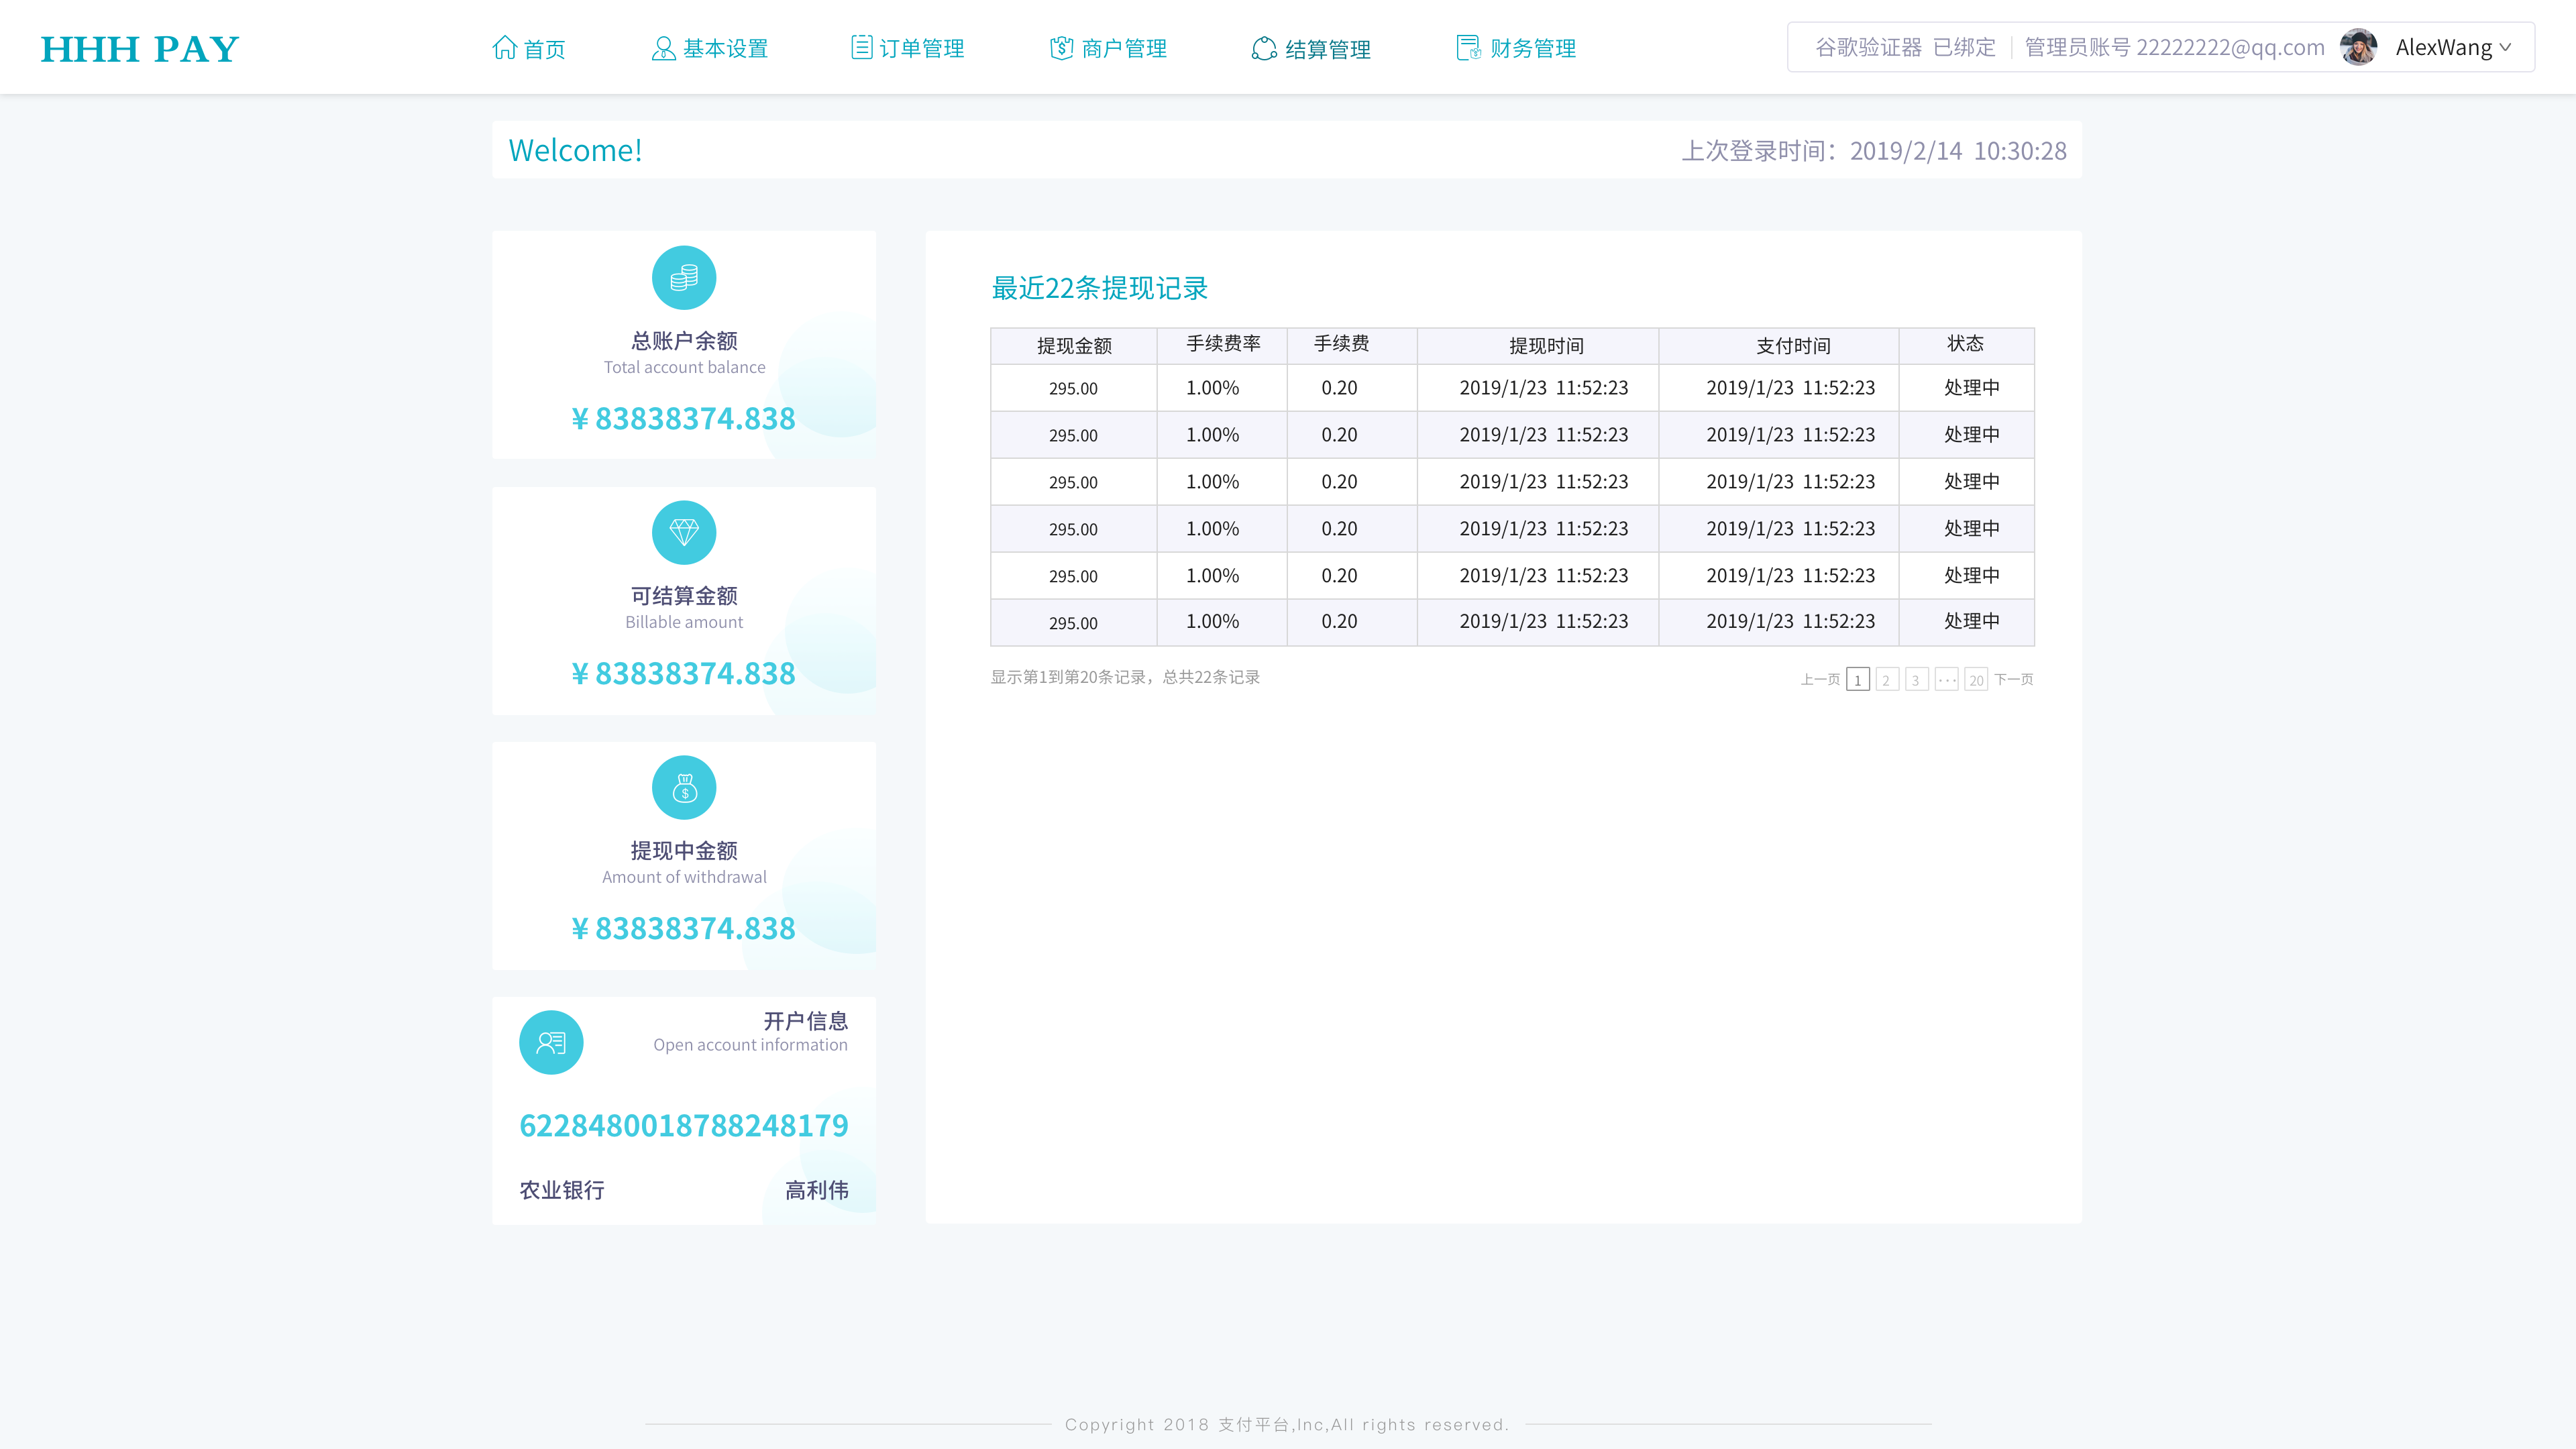 HHH PAY
首页 基本设置 订单管理 商户管理 结算管理 财务管理
谷歌验证器 已绑定 管理员账号 22222222@qq.com AlexWang
Welcome!
上次登录时间：2019/2/14 10:30:28
总账户余额
Total account balance
¥ 83838374.838
可结算金额
Billable amount
¥ 83838374.838
提现中金额
Amount of withdrawal
¥ 83838374.838
开户信息
Open account information
6228480018788248179
农业银行 高利伟
最近22条提现记录
提现金额 手续费率 手续费 提现时间 支付时间 状态
295.00 1.00% 0.20 2019/1/23 11:52:23 2019/1/23 11:52:23 处理中
295.00 1.00% 0.20 2019/1/23 11:52:23 2019/1/23 11:52:23 处理中
295.00 1.00% 0.20 2019/1/23 11:52:23 2019/1/23 11:52:23 处理中
295.00 1.00% 0.20 2019/1/23 11:52:23 2019/1/23 11:52:23 处理中
295.00 1.00% 0.20 2019/1/23 11:52:23 2019/1/23 11:52:23 处理中
295.00 1.00% 0.20 2019/1/23 11:52:23 2019/1/23 11:52:23 处理中
显示第1到第20条记录，总共22条记录
上一页 1 2 3 ··· 20 下一页
Copyright 2018 支付平台,Inc,All rights reserved.